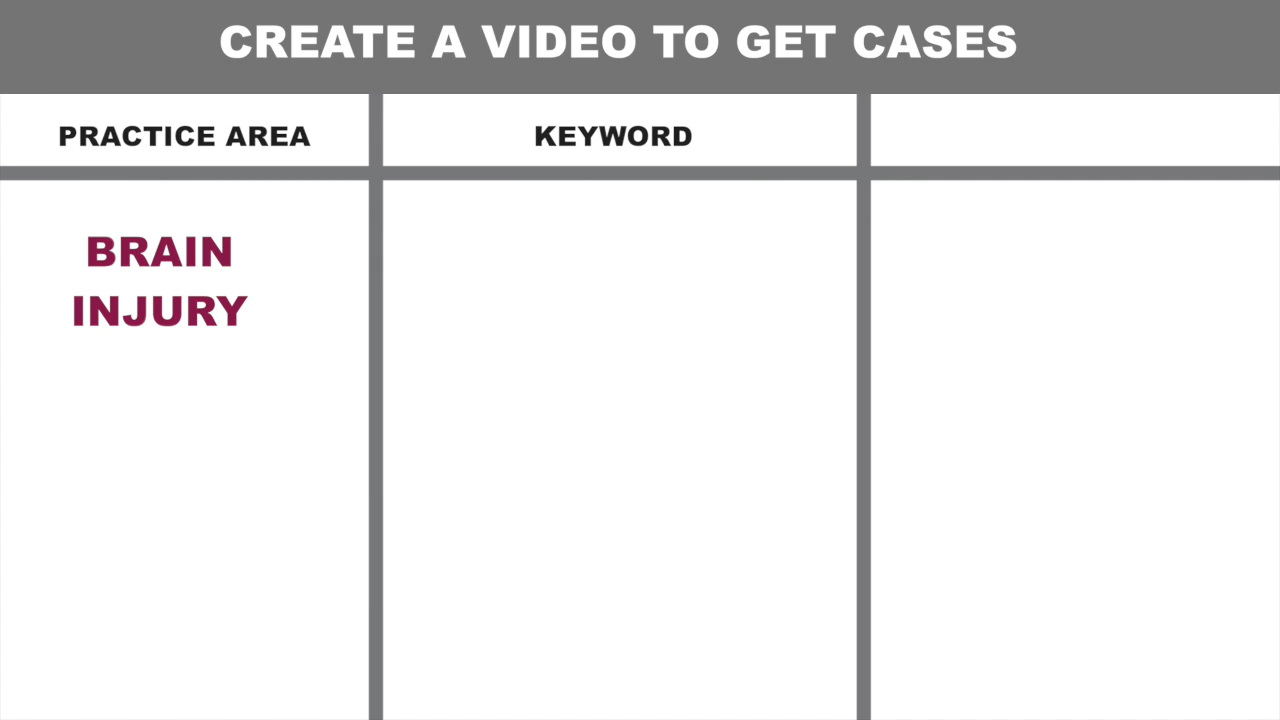 CREATE A VIDEO TO GET CASES
PRACTICE AREA
KEYWORD
BRAIN
INJURY